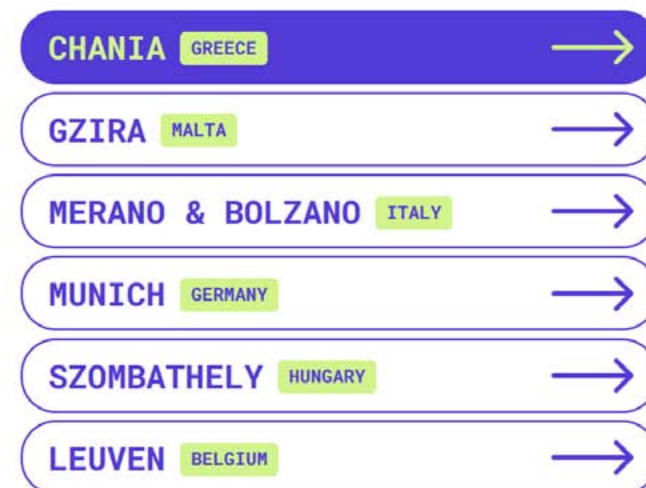 CHANIA GREECE
GZIRA MALTA
MERANO & BOLZANO ITALY
MUNICH GERMANY
SZOMBATHELY HUNGARY
LEUVEN BELGIUM